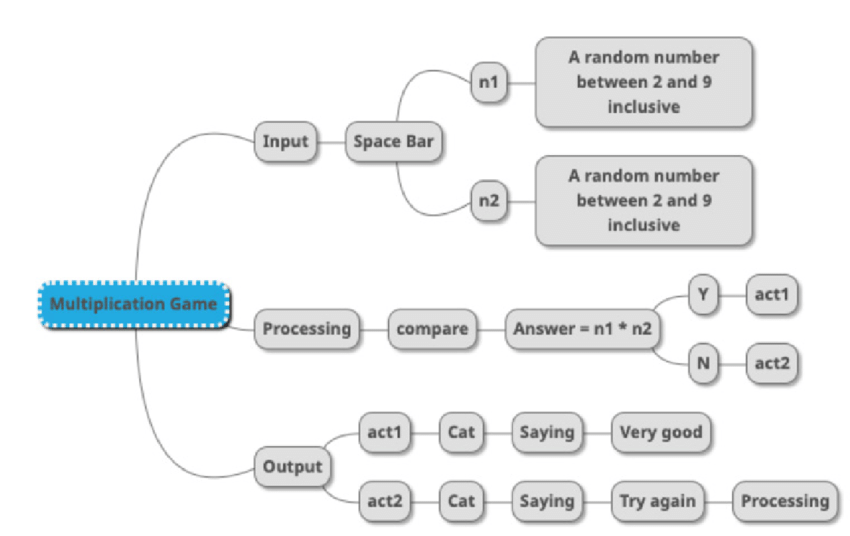 A random number
between 2 and 9
inclusive
n1
Input
Space Bar
A random number
between 2 and 9
inclusive
n2
Multiplication Game
Processing
compare
Answer = n1 * n2
Y
act1
N
act2
Output
act1
Cat
Saying
Very good
act2
Cat
Saying
Try again
Processing